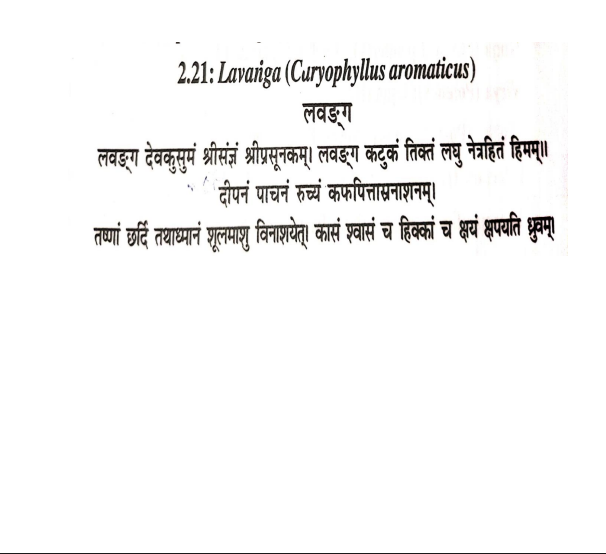 2.21: Lavaṅga (Curyophyllus aromaticus)
लवङ्ग
लवङ्ग देवकुसुमं श्रीसंज्ञं श्रीप्रसूनकम्। लवङ्ग कटुकं तिक्तं लघु नेत्रहितं हिमम्॥
दीपनं पाचनं रुच्यं कफपित्तास्रनाशनम्।
तष्णां छर्दि तथाध्मानं शूलमाशु विनाशयेत्। कासं श्वासं च हिक्कां च क्षयं क्षपयति ध्रुवम्।